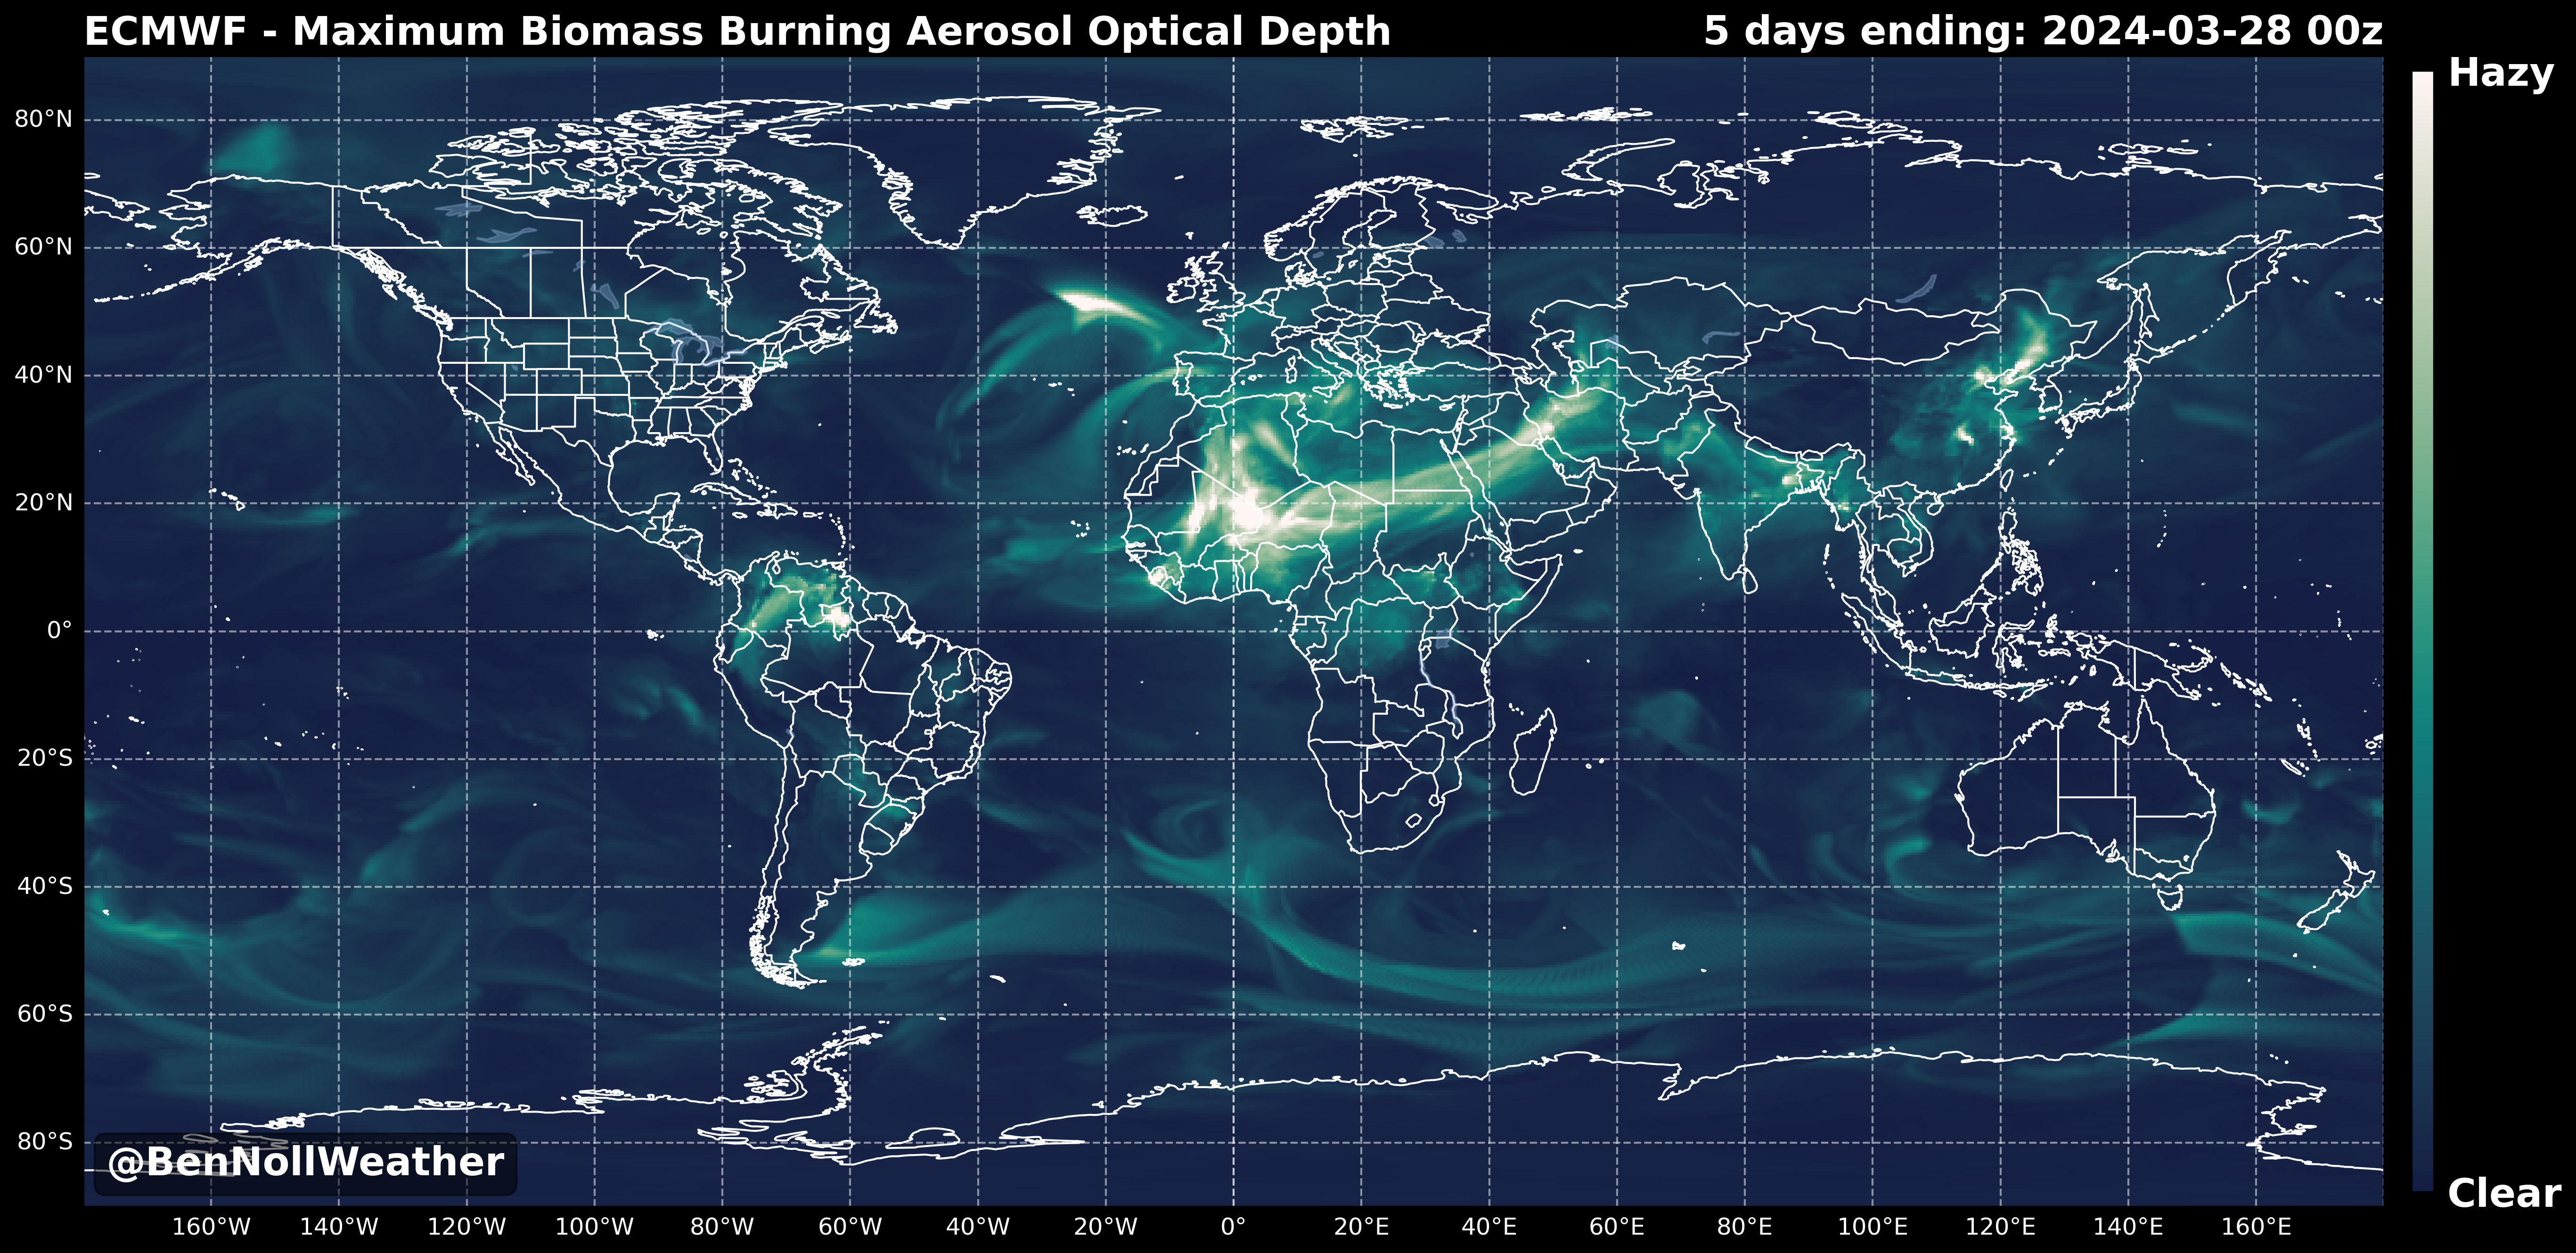 ECMWF - Maximum Biomass Burning Aerosol Optical Depth
5 days ending: 2024-03-28 00z
Hazy
80°N
60°N
40°N
20°N
0°
20°S
40°S
60°S
80°S
@BenNollWeather
Clear
160°W 140°W 120°W 100°W 80°W 60°W 40°W 20°W 0° 20°E 40°E 60°E 80°E 100°E 120°E 140°E 160°E